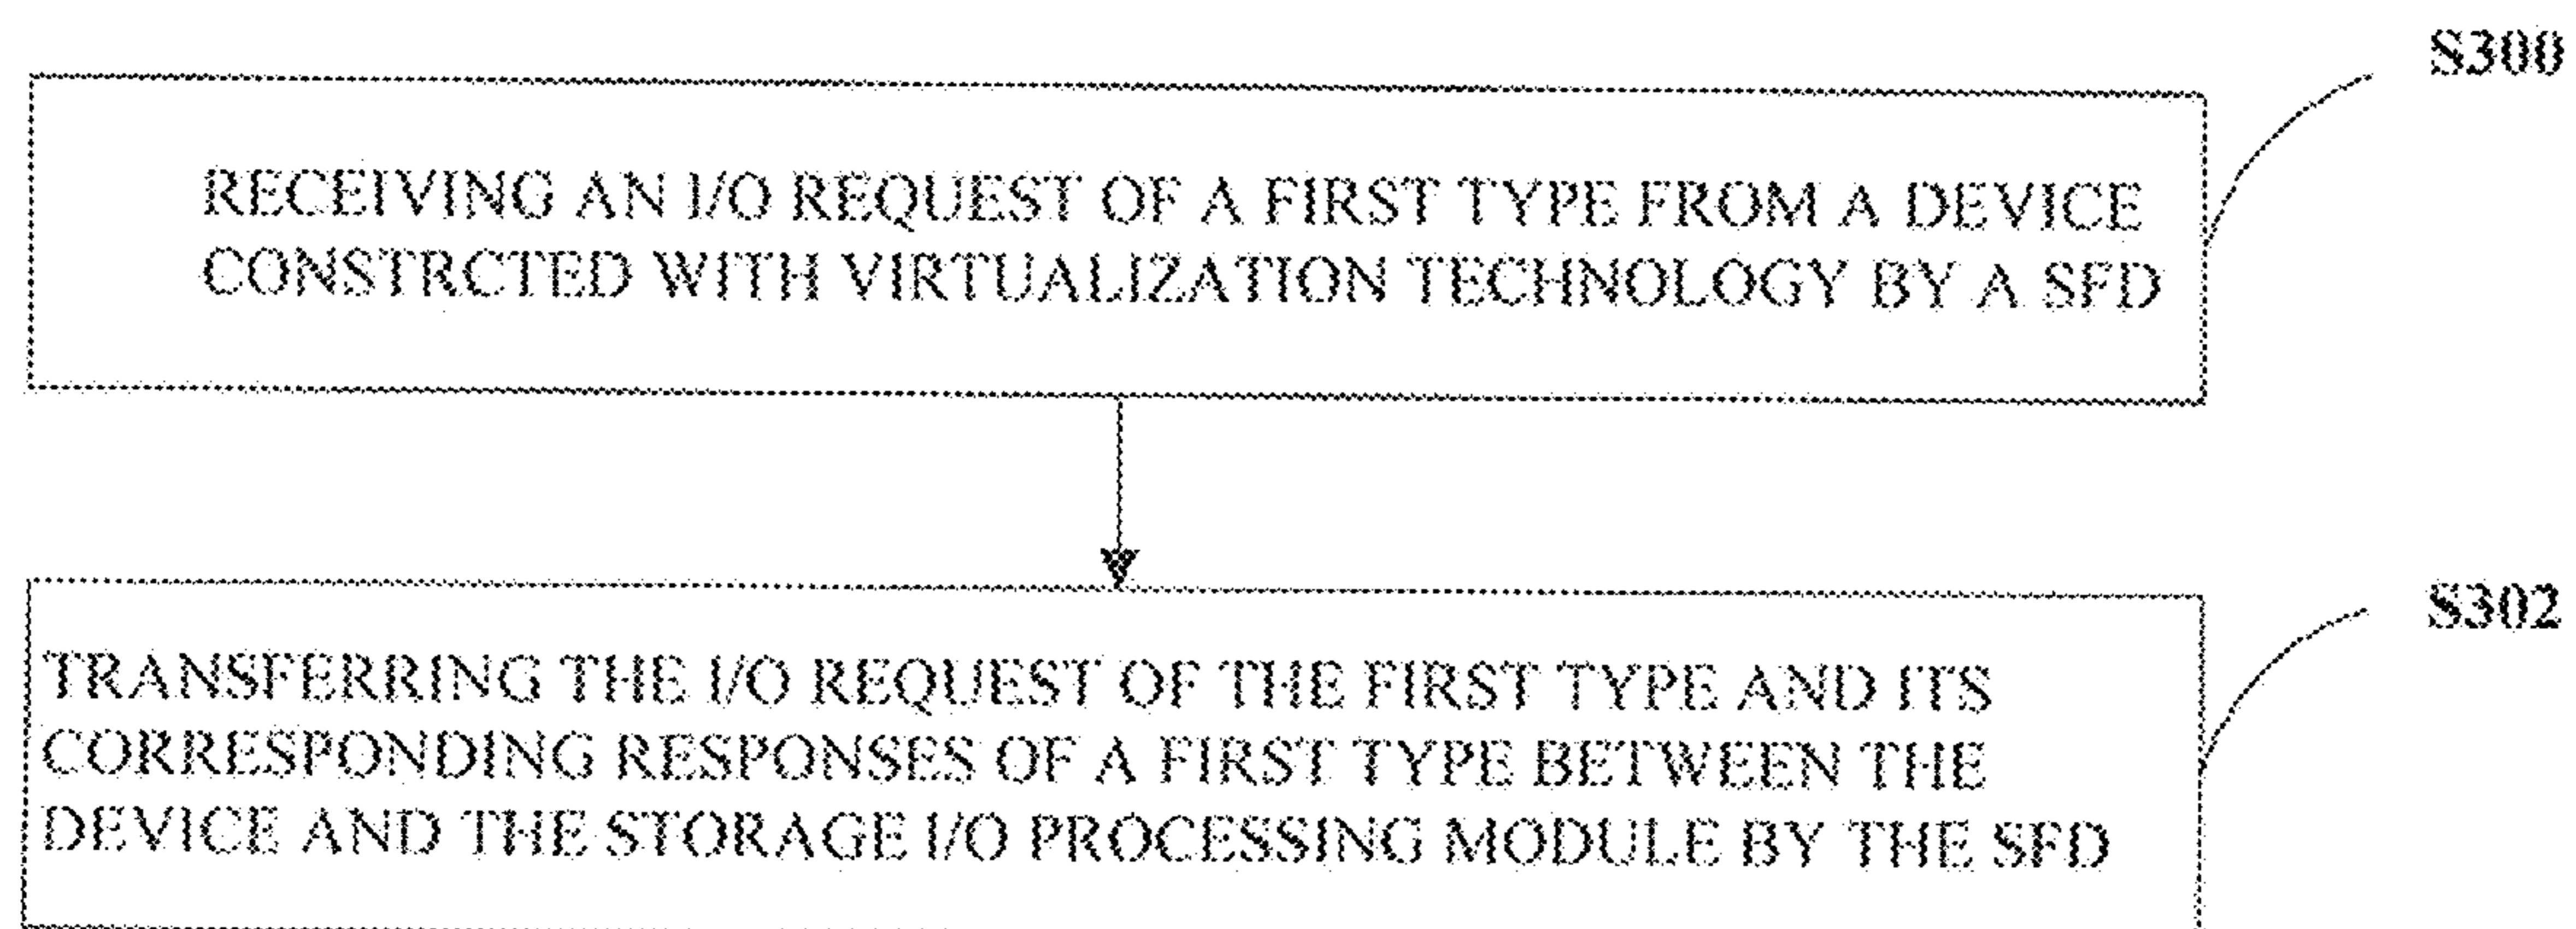 S300
RECEIVING AN I/O REQUEST OF A FIRST TYPE FROM A DEVICE
CONSTRCTED WITH VIRTUALIZATION TECHNOLOGY BY A SFD
S302
TRANSFERRING THE I/O REQUEST OF THE FIRST TYPE AND ITS
CORRESPONDING RESPONSES OF A FIRST TYPE BETWEEN THE
DEVICE AND THE STORAGE I/O PROCESSING MODULE BY THE SFD